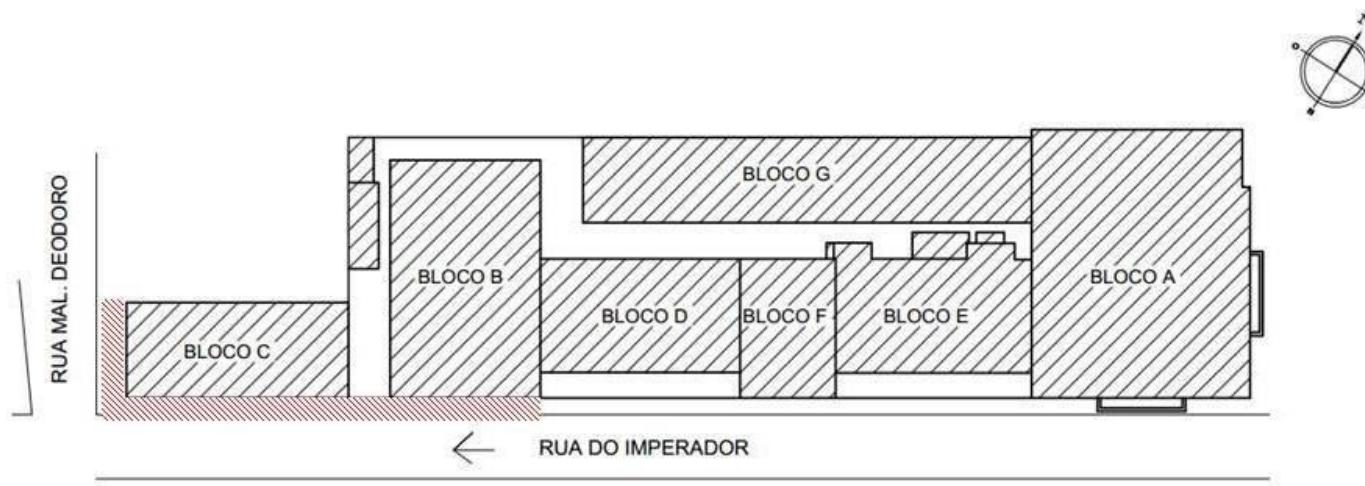 BLOCO G
RUA MAL. DEODORO
BLOCO B
BLOCO A
BLOCO D
BLOCO F
BLOCO E
BLOCO C
RUA DO IMPERADOR